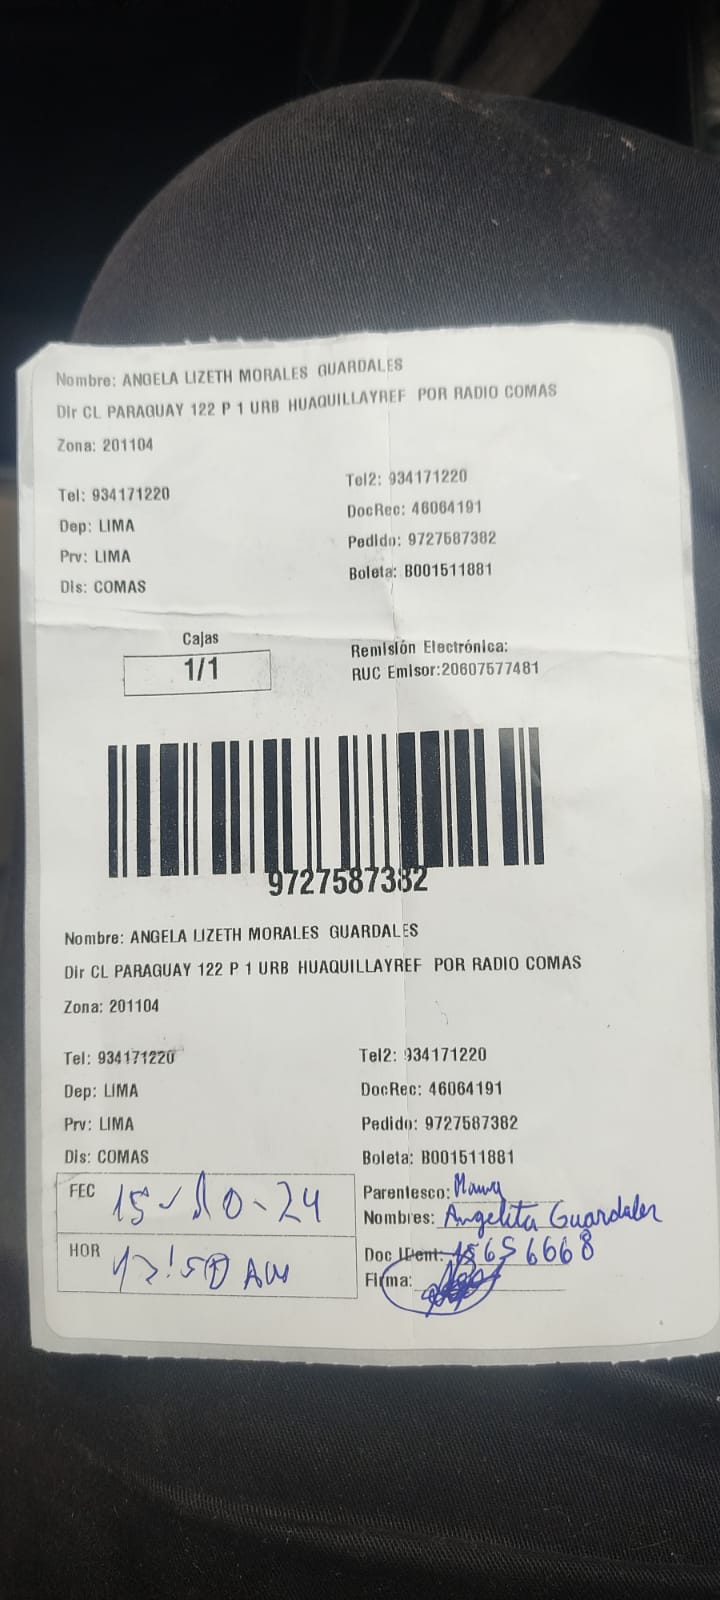 Nombre: ANGELA LIZETH MORALES GUARDALES
Dir CL PARAGUAY 122 P 1 URB HUAQUILLAYREF POR RADIO COMAS
Zona: 201104
Tel: 934171220 Tel2: 934171220
Dep: LIMA DocRec: 46064191
Prv: LIMA Pedido: 9727587382
Dis: COMAS Boleta: B001511881
Cajas
1/1
Remisión Electrónica:
RUC Emisor:20607577481
9727587382
Nombre: ANGELA LIZETH MORALES GUARDALES
Dir CL PARAGUAY 122 P 1 URB HUAQUILLAYREF POR RADIO COMAS
Zona: 201104
Tel: 934171220 Tel2: 934171220
Dep: LIMA DocRec: 46064191
Prv: LIMA Pedido: 9727587382
Dis: COMAS Boleta: B001511881
FEC 15-10-24
HOR
Parentesco:
Nombres: Angelita Guardales
Doc IDent: 15656668
Firma: